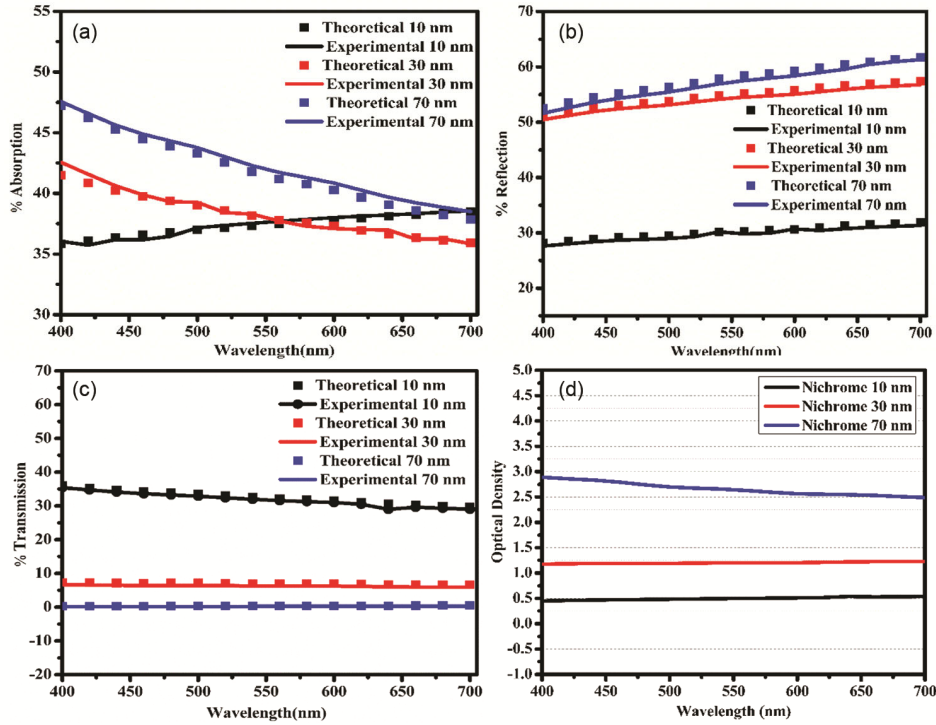 (a)
Theoretical 10 nm
Experimental 10 nm
Theoretical 30 nm
Experimental 30 nm
Theoretical 70 nm
Experimental 70 nm
% Absorption
55
50
45
40
35
30
400 450 500 550 600 650 700
Wavelength(nm)
(b)
Theoretical 10 nm
Experimental 10 nm
Theoretical 30 nm
Experimental 30 nm
Theoretical 70 nm
Experimental 70 nm
% Reflection
70
60
50
40
30
20
400 450 500 550 600 650 700
Wavelength(nm)
(c)
Theoretical 10 nm
Experimental 10 nm
Theoretical 30 nm
Experimental 30 nm
Theoretical 70 nm
Experimental 70 nm
% Transmission
70
60
50
40
30
20
10
0
-10
-20
400 450 500 550 600 650 700
Wavelength(nm)
(d)
Nichrome 10 nm
Nichrome 30 nm
Nichrome 70 nm
Optical Density
5.0
4.5
4.0
3.5
3.0
2.5
2.0
1.5
1.0
0.5
0.0
-0.5
-1.0
400 450 500 550 600 650 700
Wavelength (nm)